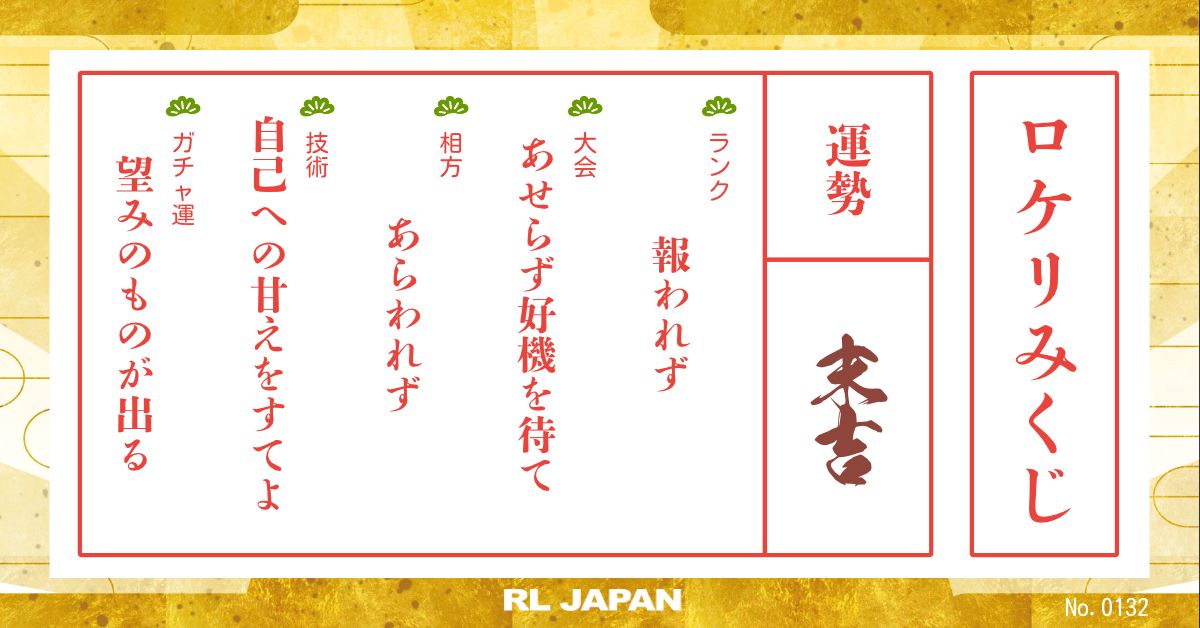 ロケリみくじ
運勢
末吉
ランク
報われず
大会
あせらず好機を待て
相方
あらわれず
技術
自己への甘えをすてよ
ガチャ運
望みのものが出る
RL JAPAN
No. 0132